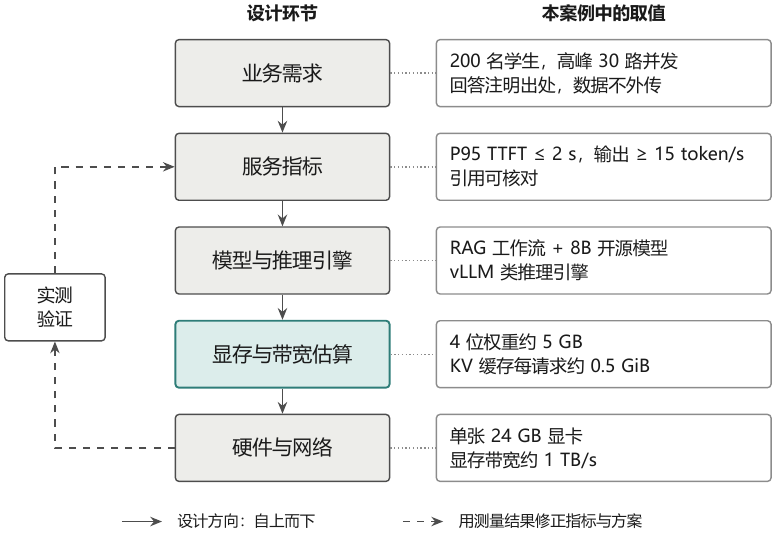 设计环节
本案例中的取值
业务需求
200 名学生，高峰 30 路并发
回答注明出处，数据不外传
服务指标
P95 TTFT ≤ 2 s，输出 ≥ 15 token/s
引用可核对
模型与推理引擎
RAG 工作流 + 8B 开源模型
vLLM 类推理引擎
实测
验证
显存与带宽估算
4 位权重约 5 GB
KV 缓存每请求约 0.5 GiB
硬件与网络
单张 24 GB 显卡
显存带宽约 1 TB/s
设计方向：自上而下
用测量结果修正指标与方案